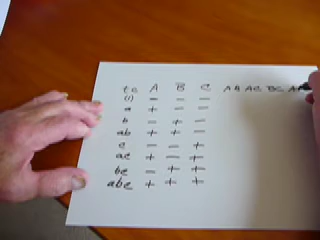 tc A B C AB AC BC A
(1) - - -
a + - -
b - + -
ab + + -
c - - +
ac + - +
bc - + +
abc + + +